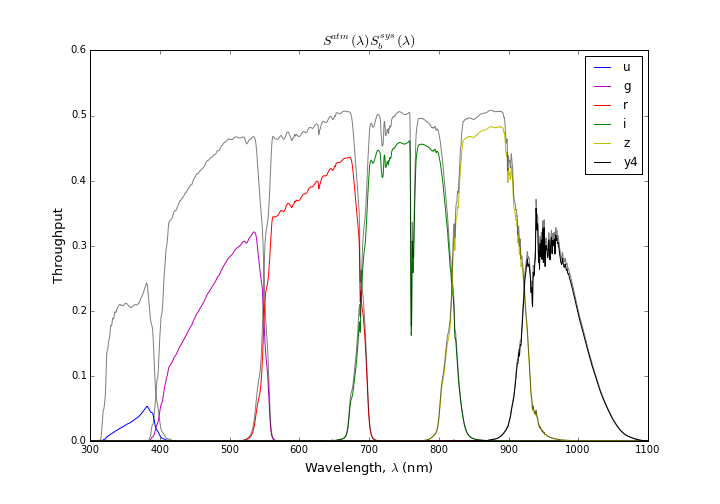 S^{atm}(λ)S_b^{sys}(λ)
0.6
0.5
0.4
0.3
0.2
0.1
0.0
Throughput
u
g
r
i
z
y4
300 400 500 600 700 800 900 1000 1100
Wavelength, λ (nm)